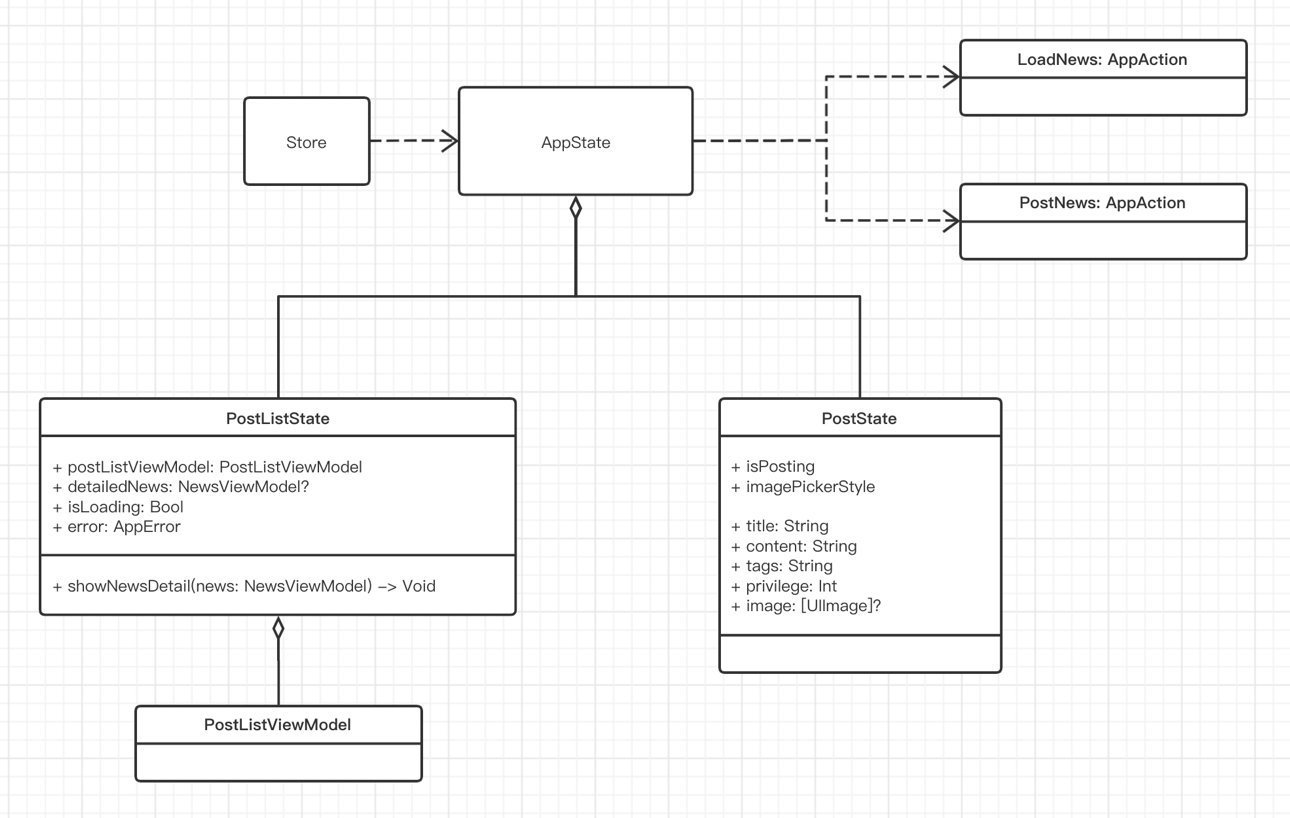 LoadNews: AppAction
Store
AppState
PostNews: AppAction
PostListState
+ postListViewModel: PostListViewModel
+ detailedNews: NewsViewModel?
+ isLoading: Bool
+ error: AppError
+ showNewsDetail(news: NewsViewModel) –> Void
PostState
+ isPosting
+ imagePickerStyle
+ title: String
+ content: String
+ tags: String
+ privilege: Int
+ image: [UIImage]?
PostListViewModel